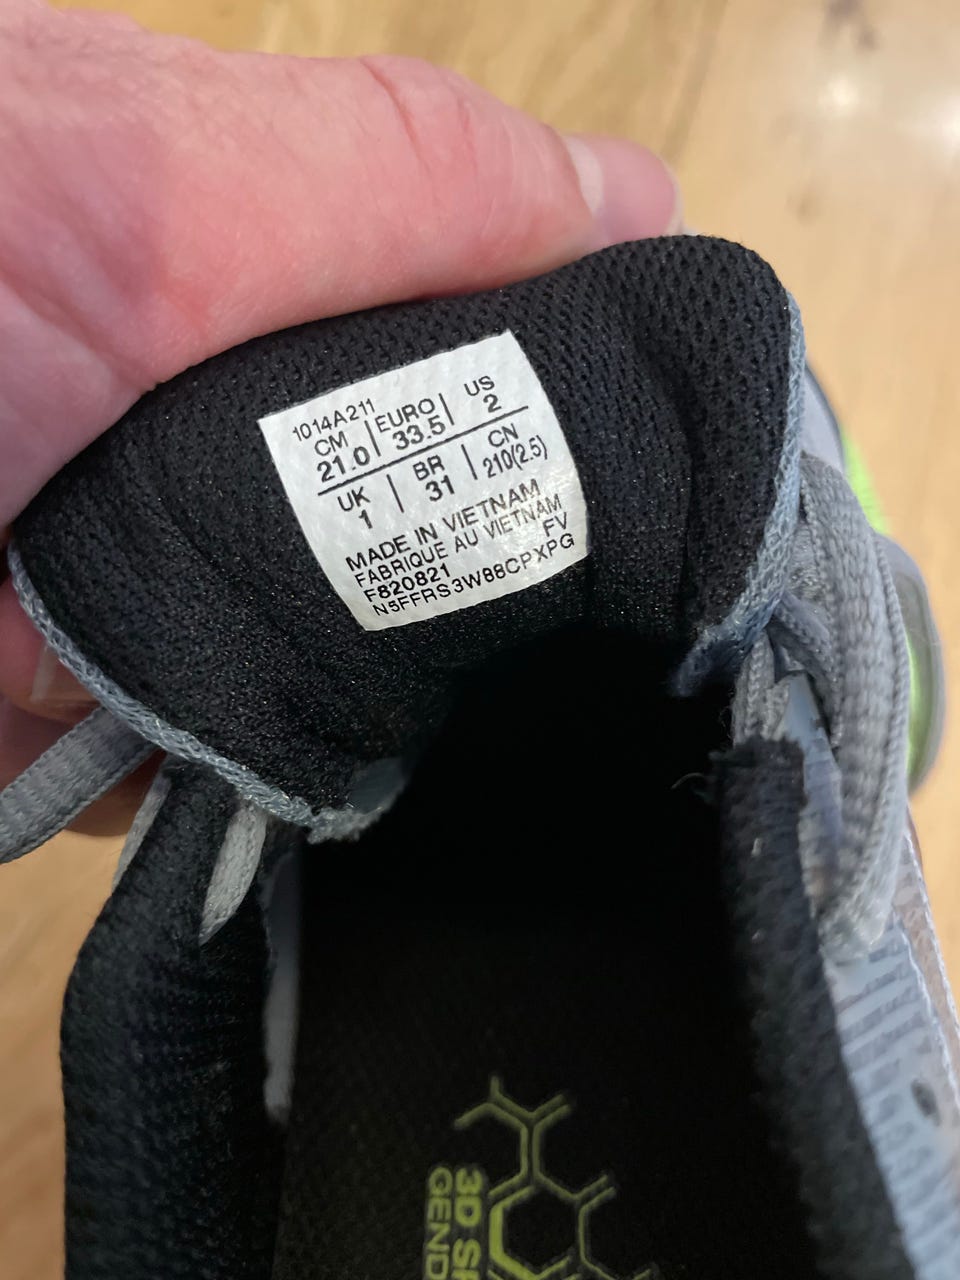 1014A211
CM | EURO | US
21.0 33.5 2
UK | BR | CN
1 31 210(2.5)
MADE IN VIETNAM
FABRIQUE AU VIETNAM
F820821 FV
N5FFRS3W88CPXPG
3D
GEND